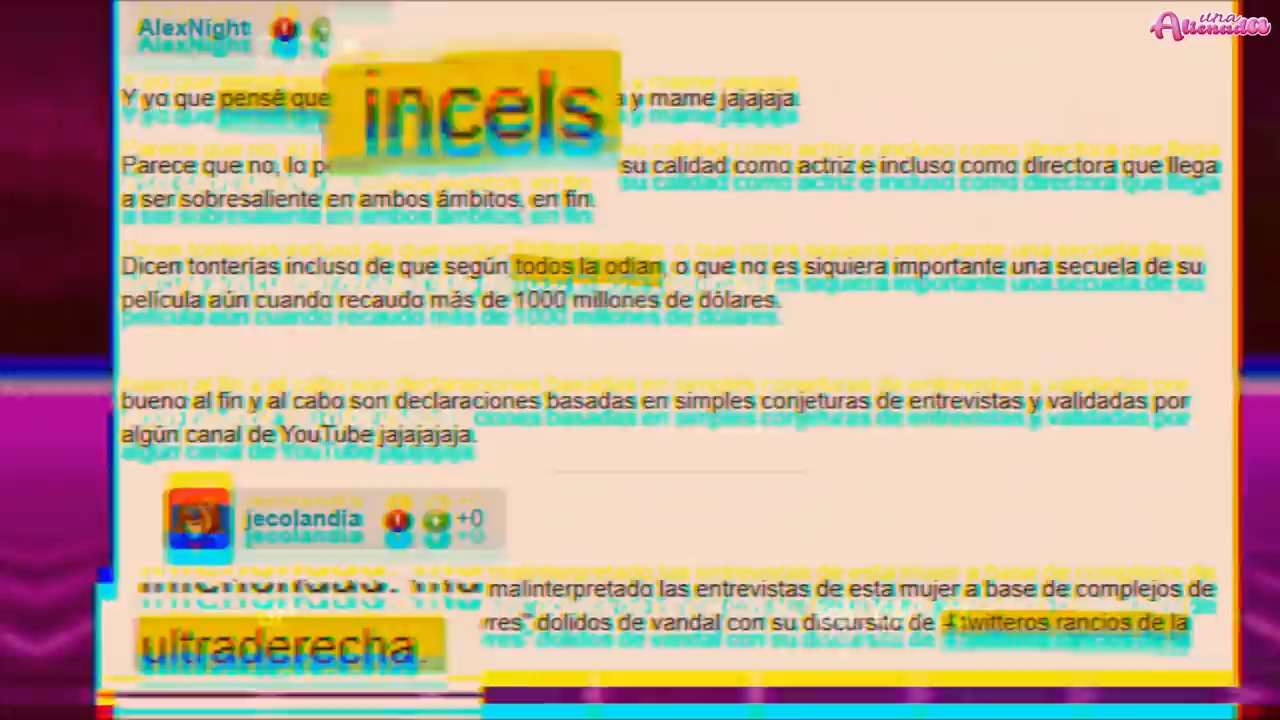 una
Alienada
AlexNight
Y yo que pensé que incels a y mame jajajaja.
Parece que no, la su calidad como actriz e incluso como directora que llega
a ser sobresaliente en ambos ámbitos, en fin.
Dicen tonterías incluso de que según todos la odian, o que no es siquiera importante una secuela de su
película aún cuando recaudo más de 1000 millones de dólares.
bueno al fin y al cabo son declaraciones basadas en simples conjeturas de entrevistas y validadas por
algún canal de YouTube jajajajaja.
jecolandia +0
malinterpretado las entrevistas de esta mujer a base de complejos de
dolidos de vandal con su discursito de twitteros rancios de la
ultraderecha.